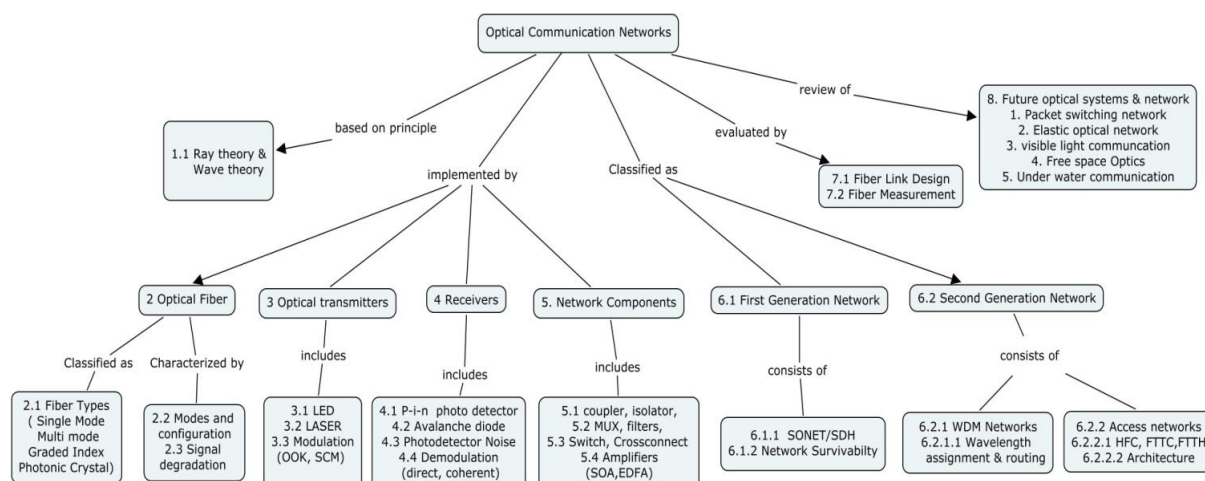 Optical Communication Networks
review of
8. Future optical systems & network
1. Packet switching network
2. Elastic optical network
3. visible light communcation
4. Free space Optics
5. Under water communication
based on principle
evaluated by
1.1 Ray theory &
Wave theory
implemented by
Classified as
7.1 Fiber Link Design
7.2 Fiber Measurement
2 Optical Fiber
3 Optical transmitters
4 Receivers
5. Network Components
6.1 First Generation Network
6.2 Second Generation Network
Classified as
Characterized by
includes
includes
includes
consists of
consists of
2.1 Fiber Types
( Single Mode
Multi mode
Graded Index
Photonic Crystal)
2.2 Modes and
configuration
2.3 Signal
degradation
3.1 LED
3.2 LASER
3.3 Modulation
(OOK, SCM)
4.1 P-i-n photo detector
4.2 Avalanche diode
4.3 Photodetector Noise
4.4 Demodulation
(direct, coherent)
5.1 coupler, isolator,
5.2 MUX, filters,
5.3 Switch, Crossconnect
5.4 Amplifiers
(SOA,EDFA)
6.1.1 SONET/SDH
6.1.2 Network Survivabilty
6.2.1 WDM Networks
6.2.1.1 Wavelength
assignment & routing
6.2.2 Access networks
6.2.2.1 HFC, FTTC,FTTH
6.2.2.2 Architecture